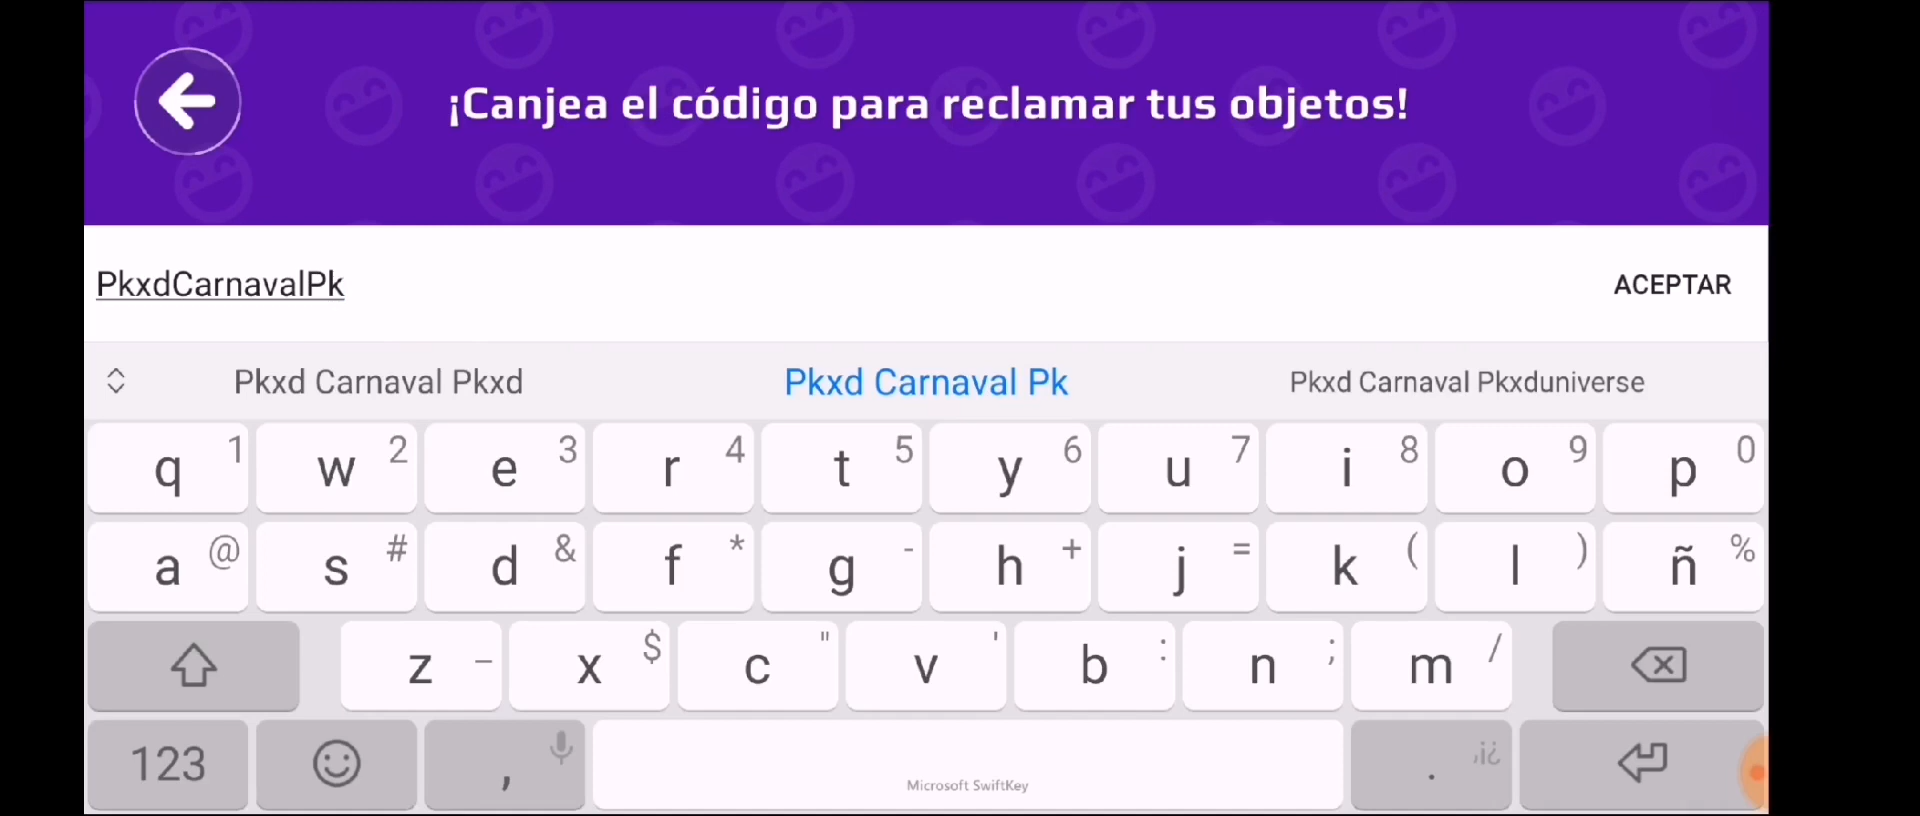 ¡Canjea el código para reclamar tus objetos!
PkxdCarnavalPk ACEPTAR
Pkxd Carnaval Pkxd Pkxd Carnaval Pk Pkxd Carnaval Pkxduniverse
q 1 w 2 e 3 r 4 t 5 y 6 u 7 i 8 o 9 p 0
a @ s # d & f * g - h + j = k ( l ) ñ %
z _ x $ c " v ' b : n ; m /
123 , Microsoft SwiftKey . ,¡¿